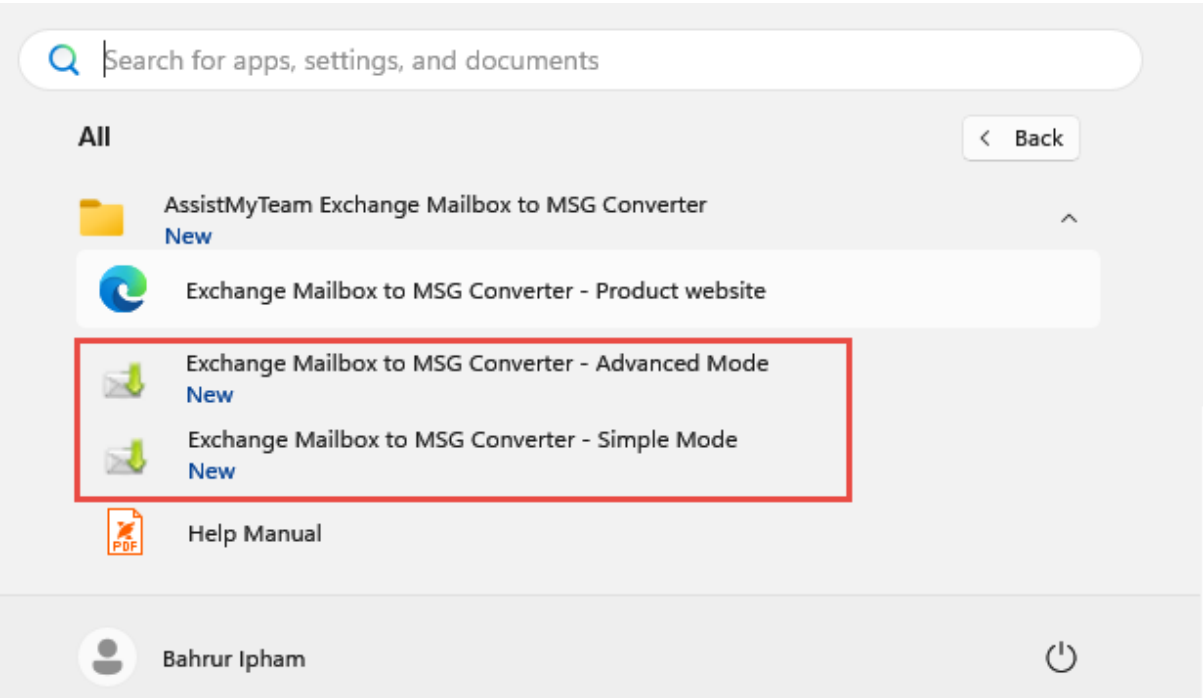 Search for apps, settings, and documents
All
Back
AssistMyTeam Exchange Mailbox to MSG Converter
New
Exchange Mailbox to MSG Converter - Product website
Exchange Mailbox to MSG Converter - Advanced Mode
New
Exchange Mailbox to MSG Converter - Simple Mode
New
PDF
Help Manual
Bahrur Ipham